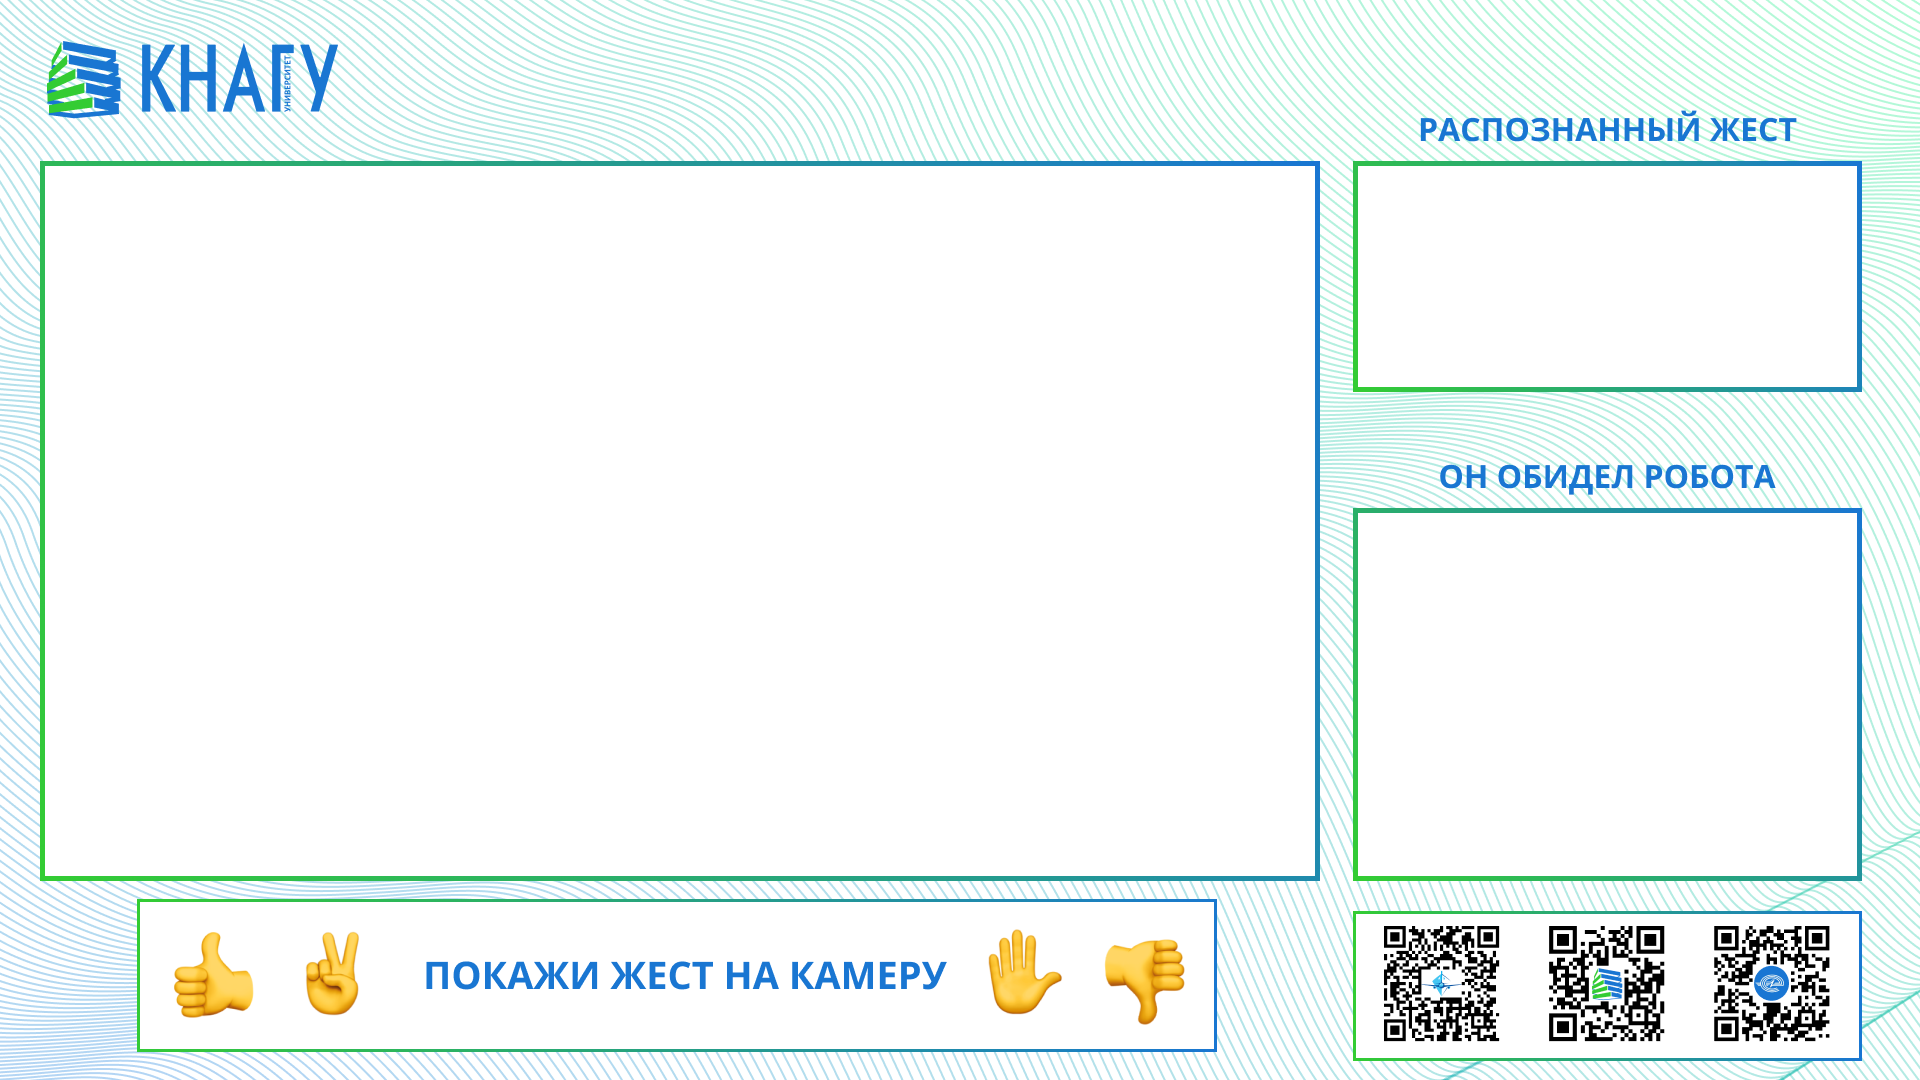 КНАГУ
УНИВЕРСИТЕТ
РАСПОЗНАННЫЙ ЖЕСТ
ОН ОБИДЕЛ РОБОТА
ПОКАЖИ ЖЕСТ НА КАМЕРУ